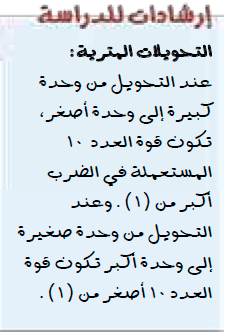 إرشادات للدراسة
التحويلات المترية :
عند التحويل من وحدة
كبيرة إلى وحدة أصغر،
تكون قوة العدد ١٠
المستعملة في الضرب
أكبر من (١) . وعند
التحويل من وحدة صغيرة
إلى وحدة أكبر تكون قوة
العدد ١٠ أصغر من (١) .